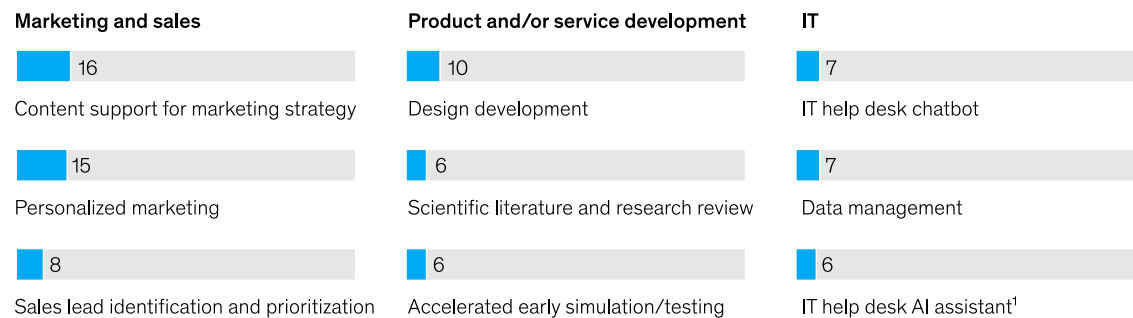 Marketing and sales
16
Content support for marketing strategy
15
Personalized marketing
8
Sales lead identification and prioritization
Product and/or service development
10
Design development
6
Scientific literature and research review
6
Accelerated early simulation/testing
IT
7
IT help desk chatbot
7
Data management
6
IT help desk AI assistant¹